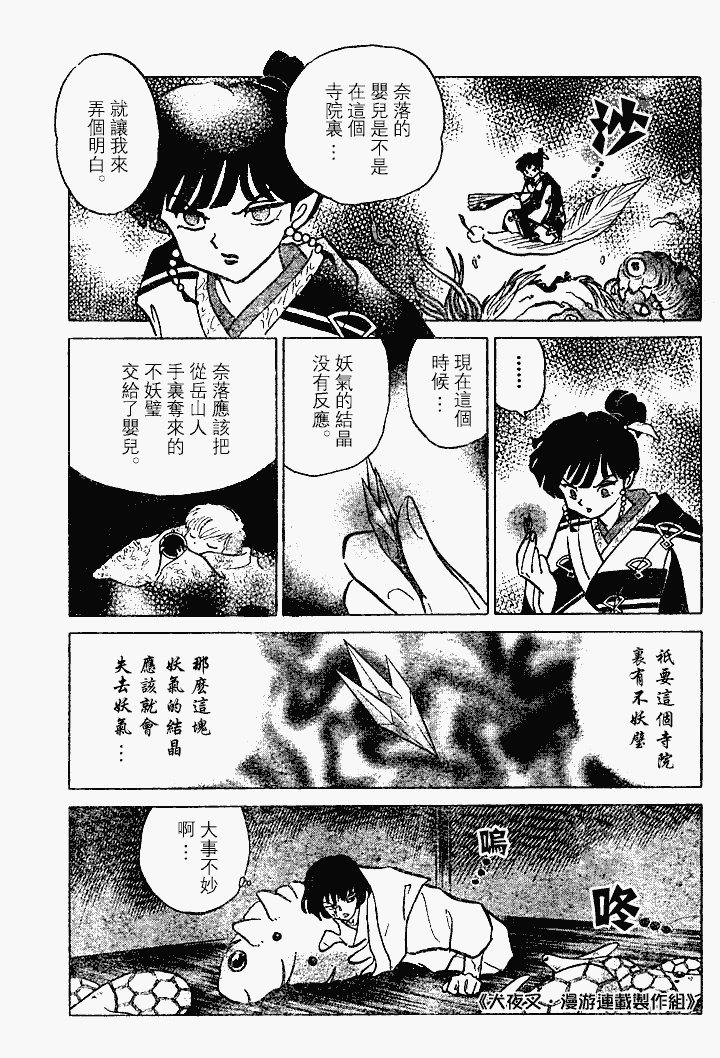 沙…
奈落的
嬰兒是不是
在這個
寺院裏…
就讓我來
弄個明白。
……
現在這個
時候…
妖氣的結晶
没有反應。
奈落應該把
從岳山人
手裏奪來的
不妖璧
交給了嬰兒。
祇要這個寺院
裏有不妖璧
那麼這塊
妖氣的結晶
應該就會
失去妖氣…
咚…
嗚…
大事不妙
啊…
《犬夜叉·漫游連載製作組》